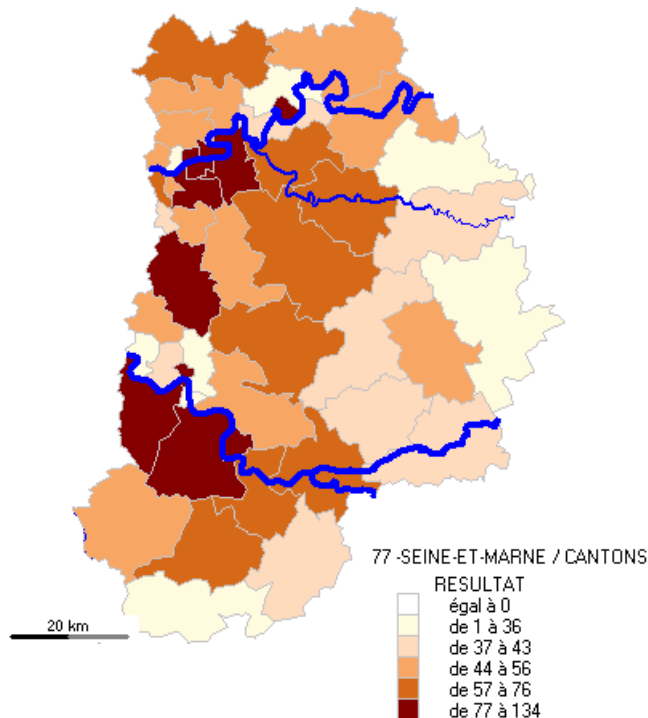 77 -SEINE-ET-MARNE / CANTONS
RESULTAT
égal à 0
de 1 à 36
de 37 à 43
de 44 à 56
de 57 à 76
de 77 à 134
20 km